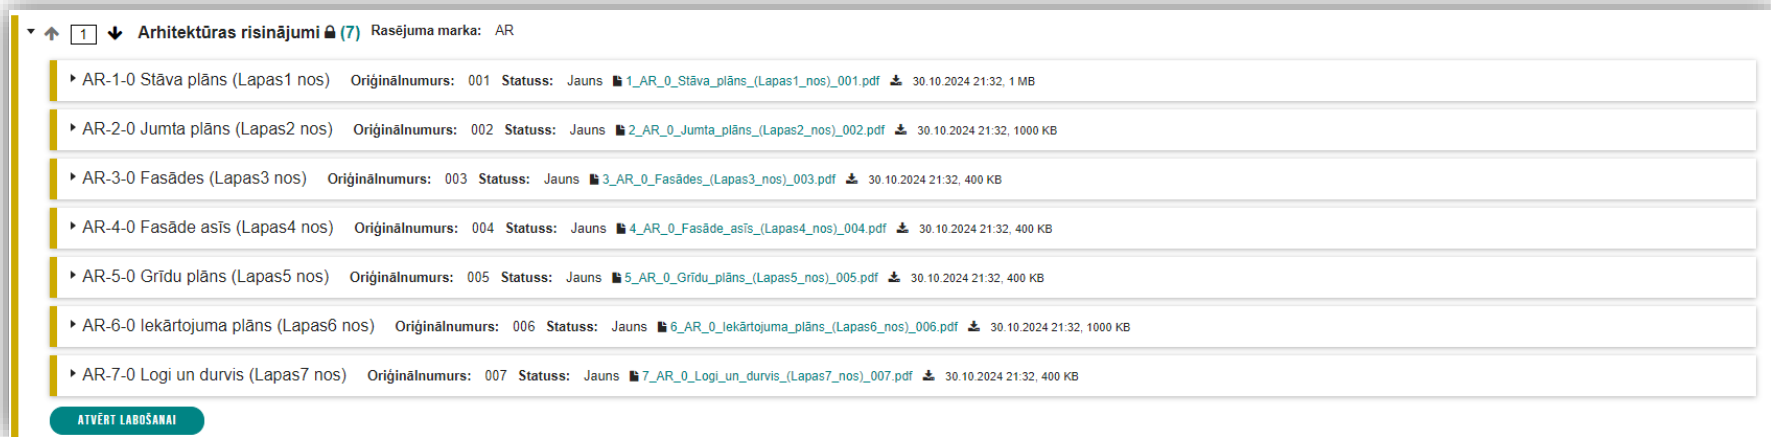 1 Arhitektūras risinājumi (7) Rasējuma marka: AR
AR-1-0 Stāva plāns (Lapas1 nos) Oriģinālnumurs: 001 Statuss: Jauns 1_AR_0_Stāva_plāns_(Lapas1_nos)_001.pdf 30.10.2024 21:32, 1 MB
AR-2-0 Jumta plāns (Lapas2 nos) Oriģinālnumurs: 002 Statuss: Jauns 2_AR_0_Jumta_plāns_(Lapas2_nos)_002.pdf 30.10.2024 21:32, 1000 KB
AR-3-0 Fasādes (Lapas3 nos) Oriģinālnumurs: 003 Statuss: Jauns 3_AR_0_Fasādes_(Lapas3_nos)_003.pdf 30.10.2024 21:32, 400 KB
AR-4-0 Fasāde asīs (Lapas4 nos) Oriģinālnumurs: 004 Statuss: Jauns 4_AR_0_Fasāde_asīs_(Lapas4_nos)_004.pdf 30.10.2024 21:32, 400 KB
AR-5-0 Grīdu plāns (Lapas5 nos) Oriģinālnumurs: 005 Statuss: Jauns 5_AR_0_Grīdu_plāns_(Lapas5_nos)_005.pdf 30.10.2024 21:32, 400 KB
AR-6-0 Iekārtojuma plāns (Lapas6 nos) Oriģinālnumurs: 006 Statuss: Jauns 6_AR_0_Iekārtojuma_plāns_(Lapas6_nos)_006.pdf 30.10.2024 21:32, 1000 KB
AR-7-0 Logi un durvis (Lapas7 nos) Oriģinālnumurs: 007 Statuss: Jauns 7_AR_0_Logi_un_durvis_(Lapas7_nos)_007.pdf 30.10.2024 21:32, 400 KB
ATVĒRT LABOŠANAI